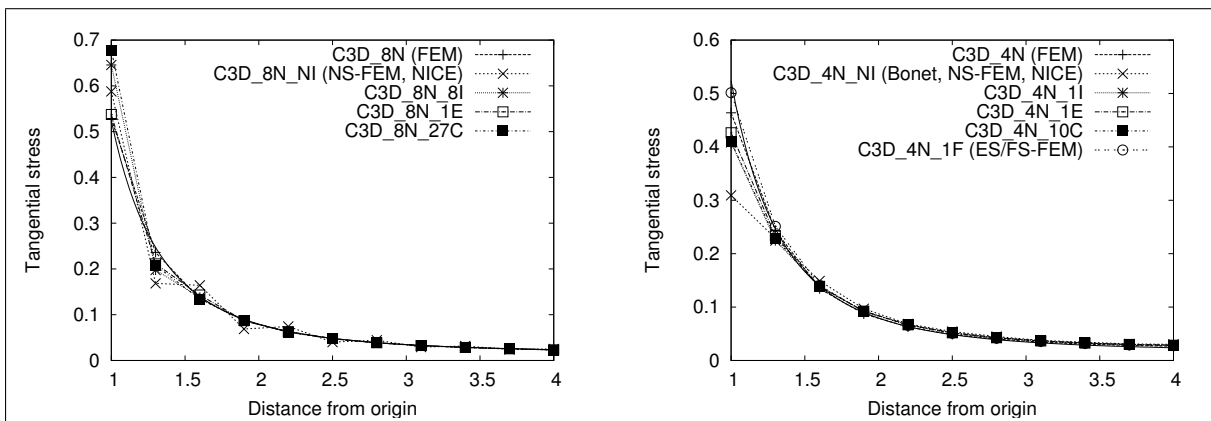 0.7
0.6
0.5
0.4
0.3
0.2
0.1
0
Tangential stress
C3D_8N (FEM)
C3D_8N_NI (NS-FEM, NICE)
C3D_8N_8I
C3D_8N_1E
C3D_8N_27C
1 1.5 2 2.5 3 3.5 4
Distance from origin
0.6
0.5
0.4
0.3
0.2
0.1
0
Tangential stress
C3D_4N (FEM)
C3D_4N_NI (Bonet, NS-FEM, NICE)
C3D_4N_1I
C3D_4N_1E
C3D_4N_10C
C3D_4N_1F (ES/FS-FEM)
1 1.5 2 2.5 3 3.5 4
Distance from origin